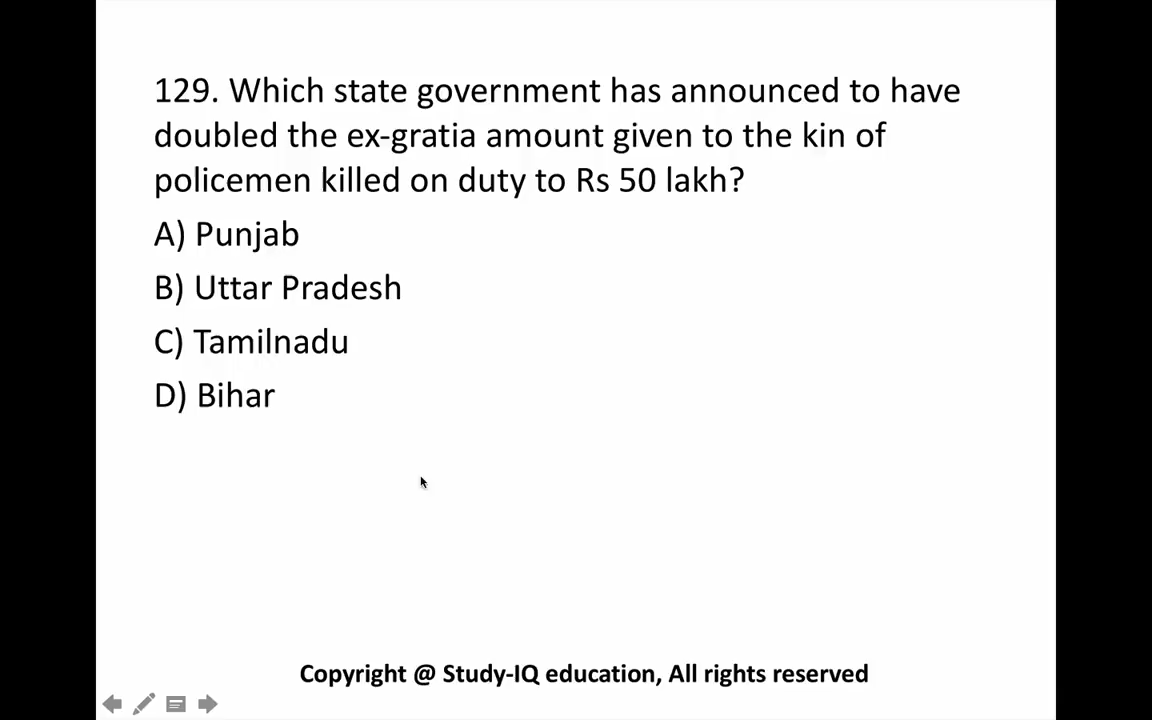 129. Which state government has announced to have
doubled the ex-gratia amount given to the kin of
policemen killed on duty to Rs 50 lakh?
A) Punjab
B) Uttar Pradesh
C) Tamilnadu
D) Bihar
Copyright @ Study-IQ education, All rights reserved